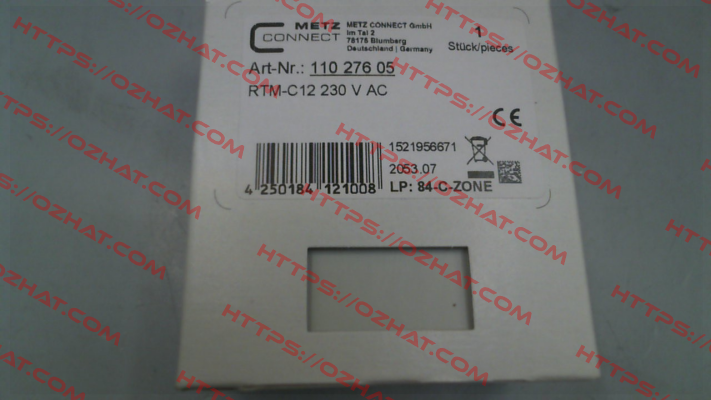 METZ CONNECT
METZ CONNECT GmbH
Im Tal 2
78176 Blumberg
Deutschland | Germany
1
Stück/pieces
Art-Nr.: 110 276 05
RTM-C12 230 V AC
CE
1521956671
2053.07
4 250184 121008
LP: 84-C-ZONE
HTTPS://OZHAT.COM